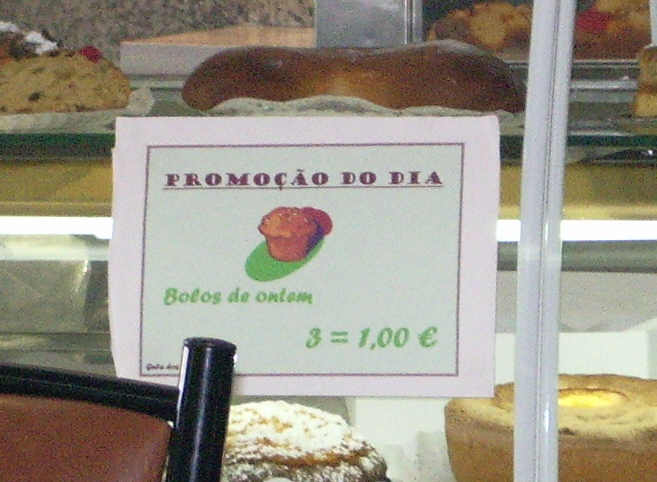 PROMOÇÃO DO DIA
Bolos de ontem
3 = 1,00 €